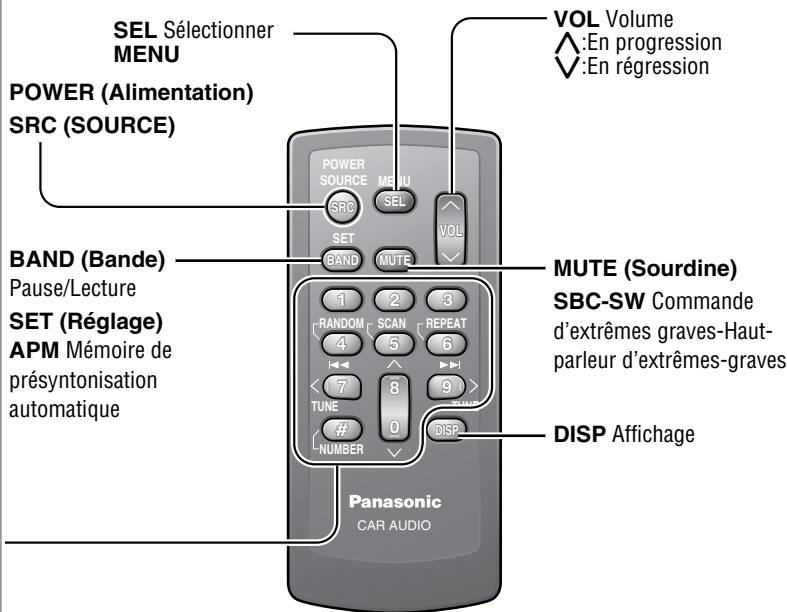 SEL Sélectionner
MENU
VOL Volume
:En progression
:En régression
POWER (Alimentation)
SRC (SOURCE)
POWER
SOURCE MENU
SRC SEL
VOL
SET
BAND MUTE
BAND (Bande)
Pause/Lecture
SET (Réglage)
APM Mémoire de
présyntonisation
automatique
MUTE (Sourdine)
SBC-SW Commande
d'extrêmes graves-Haut-
parleur d'extrêmes-graves
1 2 3
RANDOM SCAN REPEAT
4 5 6
7 8 9
TUNE TUNE
# 0 DISP
NUMBER
DISP Affichage
Panasonic
CAR AUDIO